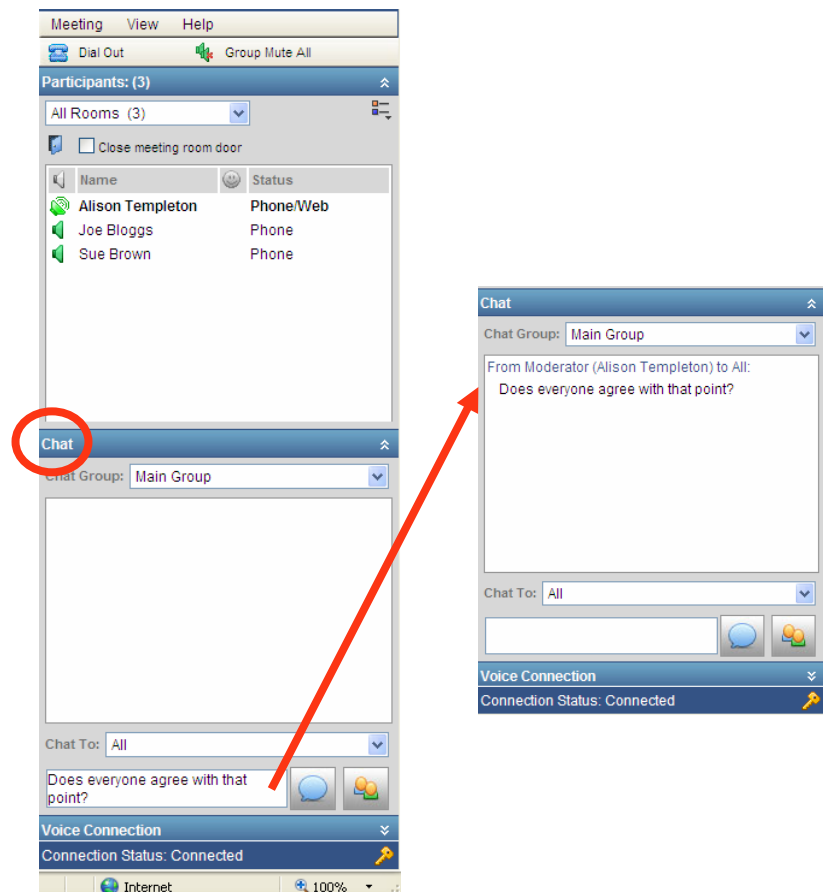 Meeting View Help
Dial Out Group Mute All
Participants: (3)
All Rooms (3)
Close meeting room door
Name Status
Alison Templeton Phone/Web
Joe Bloggs Phone
Sue Brown Phone
Chat
Chat Group: Main Group
Chat To: All
Does everyone agree with that
point?
Voice Connection
Connection Status: Connected
Internet 100%
Chat
Chat Group: Main Group
From Moderator (Alison Templeton) to All:
Does everyone agree with that point?
Chat To: All
Voice Connection
Connection Status: Connected